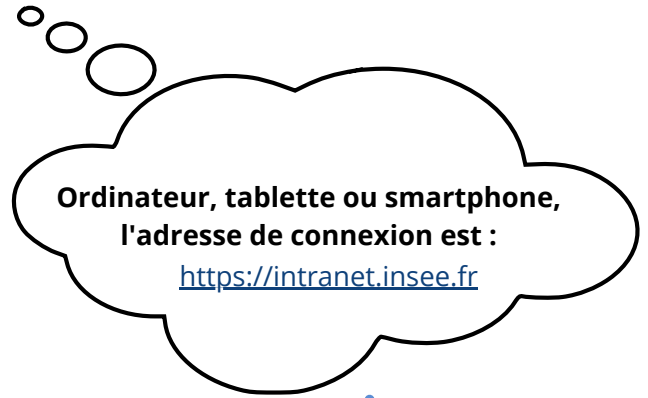 Ordinateur, tablette ou smartphone,
l'adresse de connexion est :
https://intranet.insee.fr